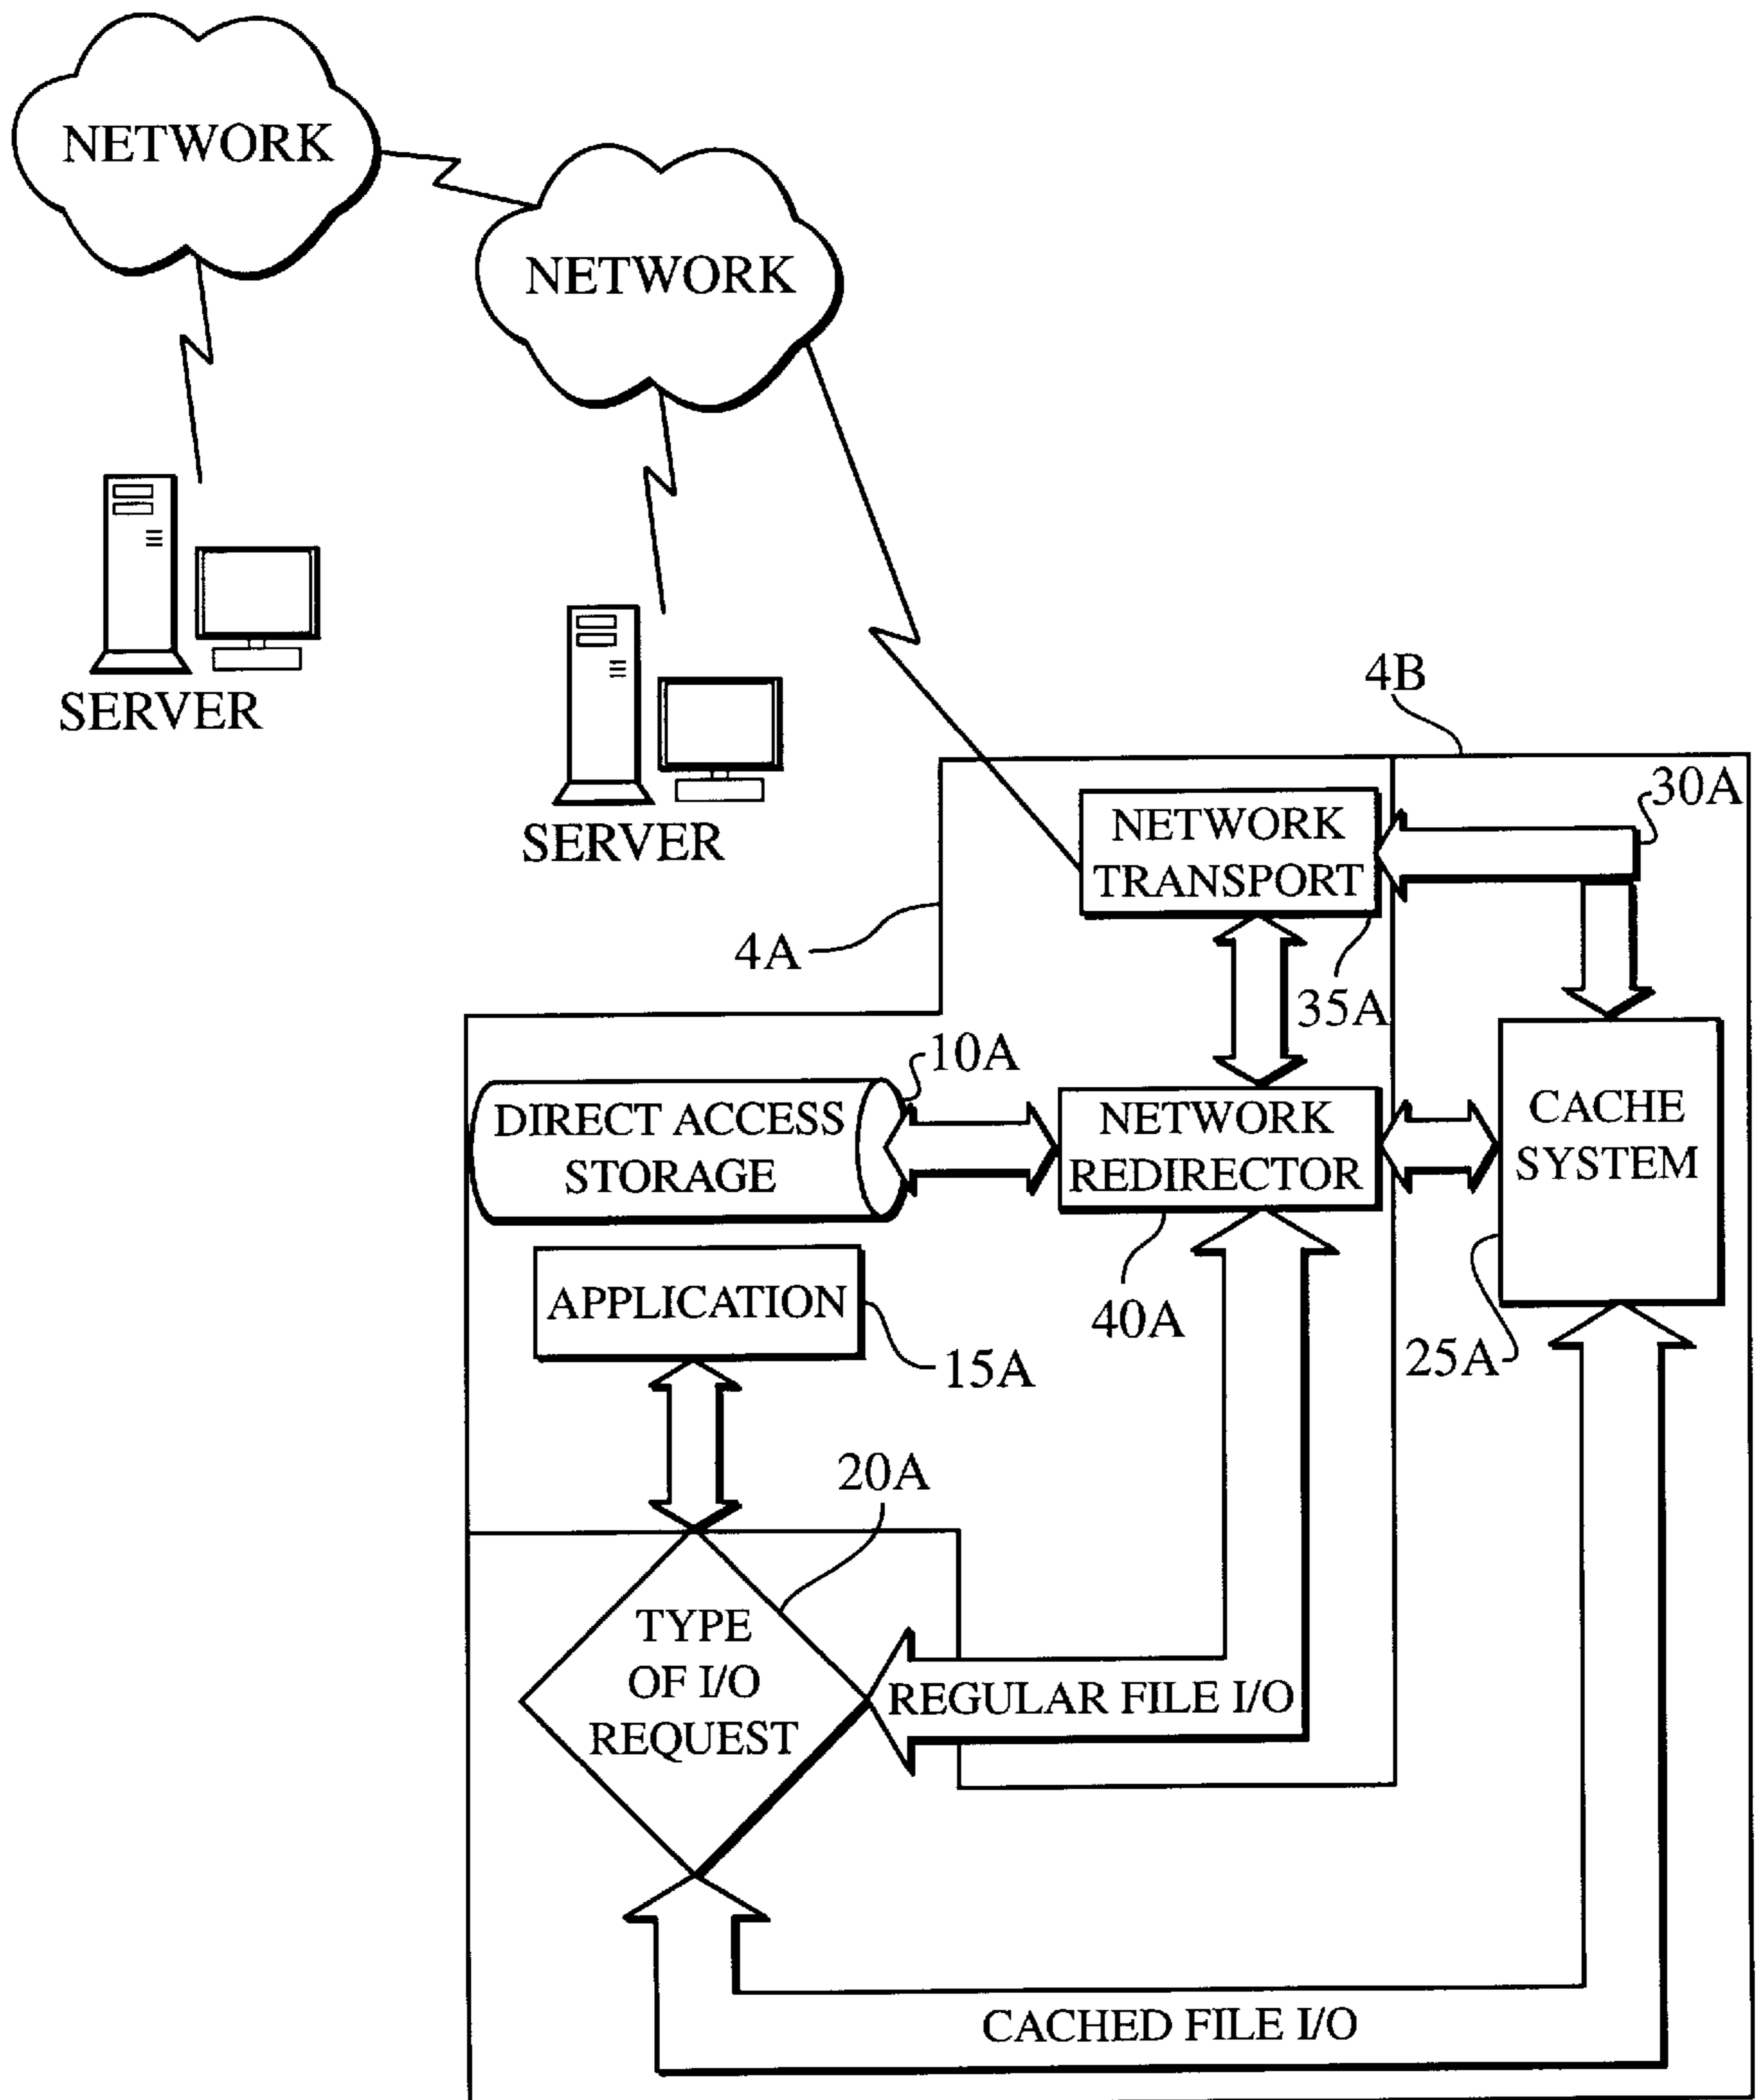 NETWORK
NETWORK
SERVER
SERVER
4B
30A
NETWORK
TRANSPORT
4A
35A
10A
DIRECT ACCESS
STORAGE
NETWORK
REDIRECTOR
CACHE
SYSTEM
APPLICATION
40A
25A
15A
20A
TYPE
OF I/O
REQUEST
REGULAR FILE I/O
CACHED FILE I/O